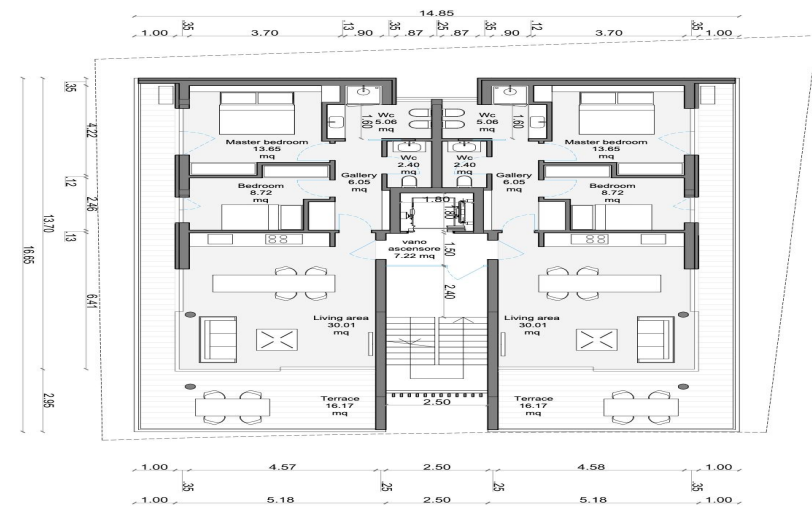 14.85
.35
.13
.35
.25
.35
.12
.35
1.00
3.70
.90
.87
.87
.90
3.70
1.00
.35
4.22
.12
2.46
.13
6.41
13.70
2.95
16.65
Master bedroom
13.65
mq
1.60
Wc
5.06
mq
Wc
5.06
mq
1.60
Master bedroom
13.65
mq
Bedroom
8.72
mq
Gallery
6.05
mq
Wc
2.40
mq
Wc
2.40
mq
Gallery
6.05
mq
Bedroom
8.72
mq
1.80
1.80
vano
ascensore
7.22 mq
1.50
2.40
Living area
30.01
mq
Living area
30.01
mq
Terrace
16.17
mq
2.50
Terrace
16.17
mq
1.00
4.57
2.50
4.58
1.00
.35
.25
.25
.35
1.00
5.18
2.50
5.18
1.00